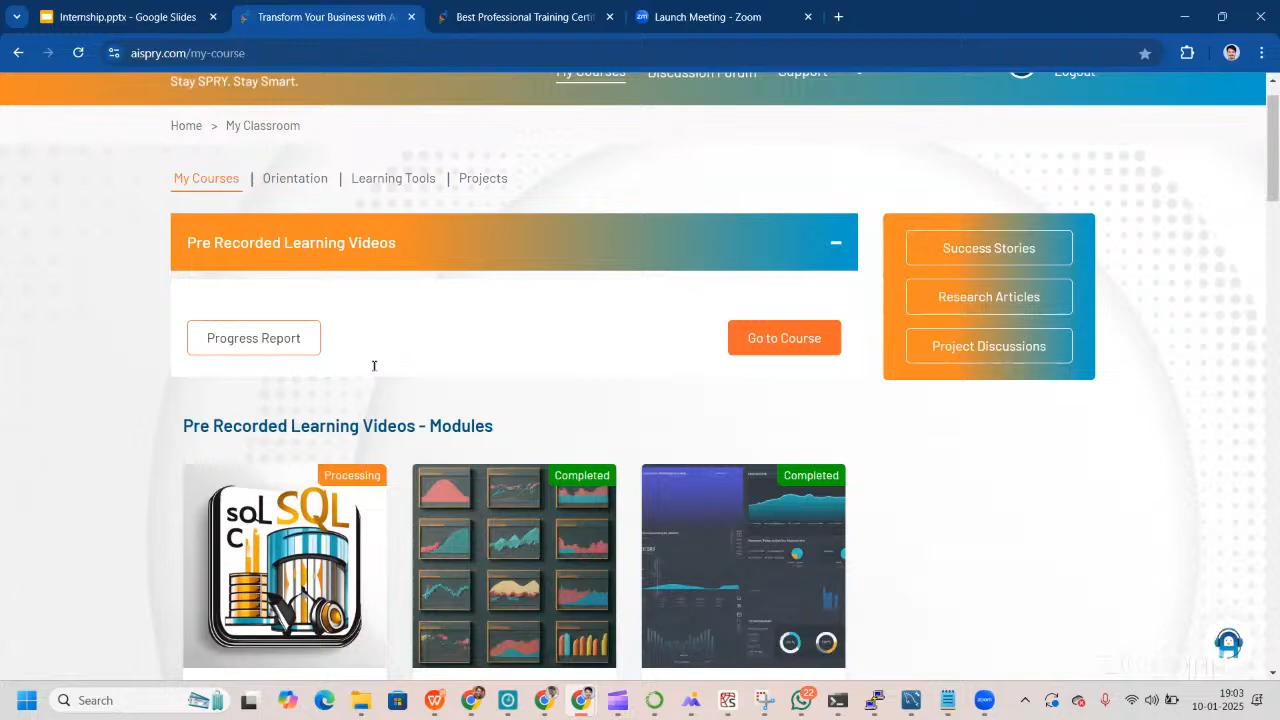 Internship.pptx - Google Slides
Transform Your Business with A
Best Professional Training Certifi
Launch Meeting - Zoom
aispry.com/my-course
Stay SPRY. Stay Smart.
My Courses
Discussion Forum
Support
Logout
Home > My Classroom
My Courses | Orientation | Learning Tools | Projects
Pre Recorded Learning Videos
Success Stories
Research Articles
Project Discussions
Progress Report
Go to Course
Pre Recorded Learning Videos - Modules
Processing
Completed
Completed
SQL
Search
22
19:03
10-01-2025